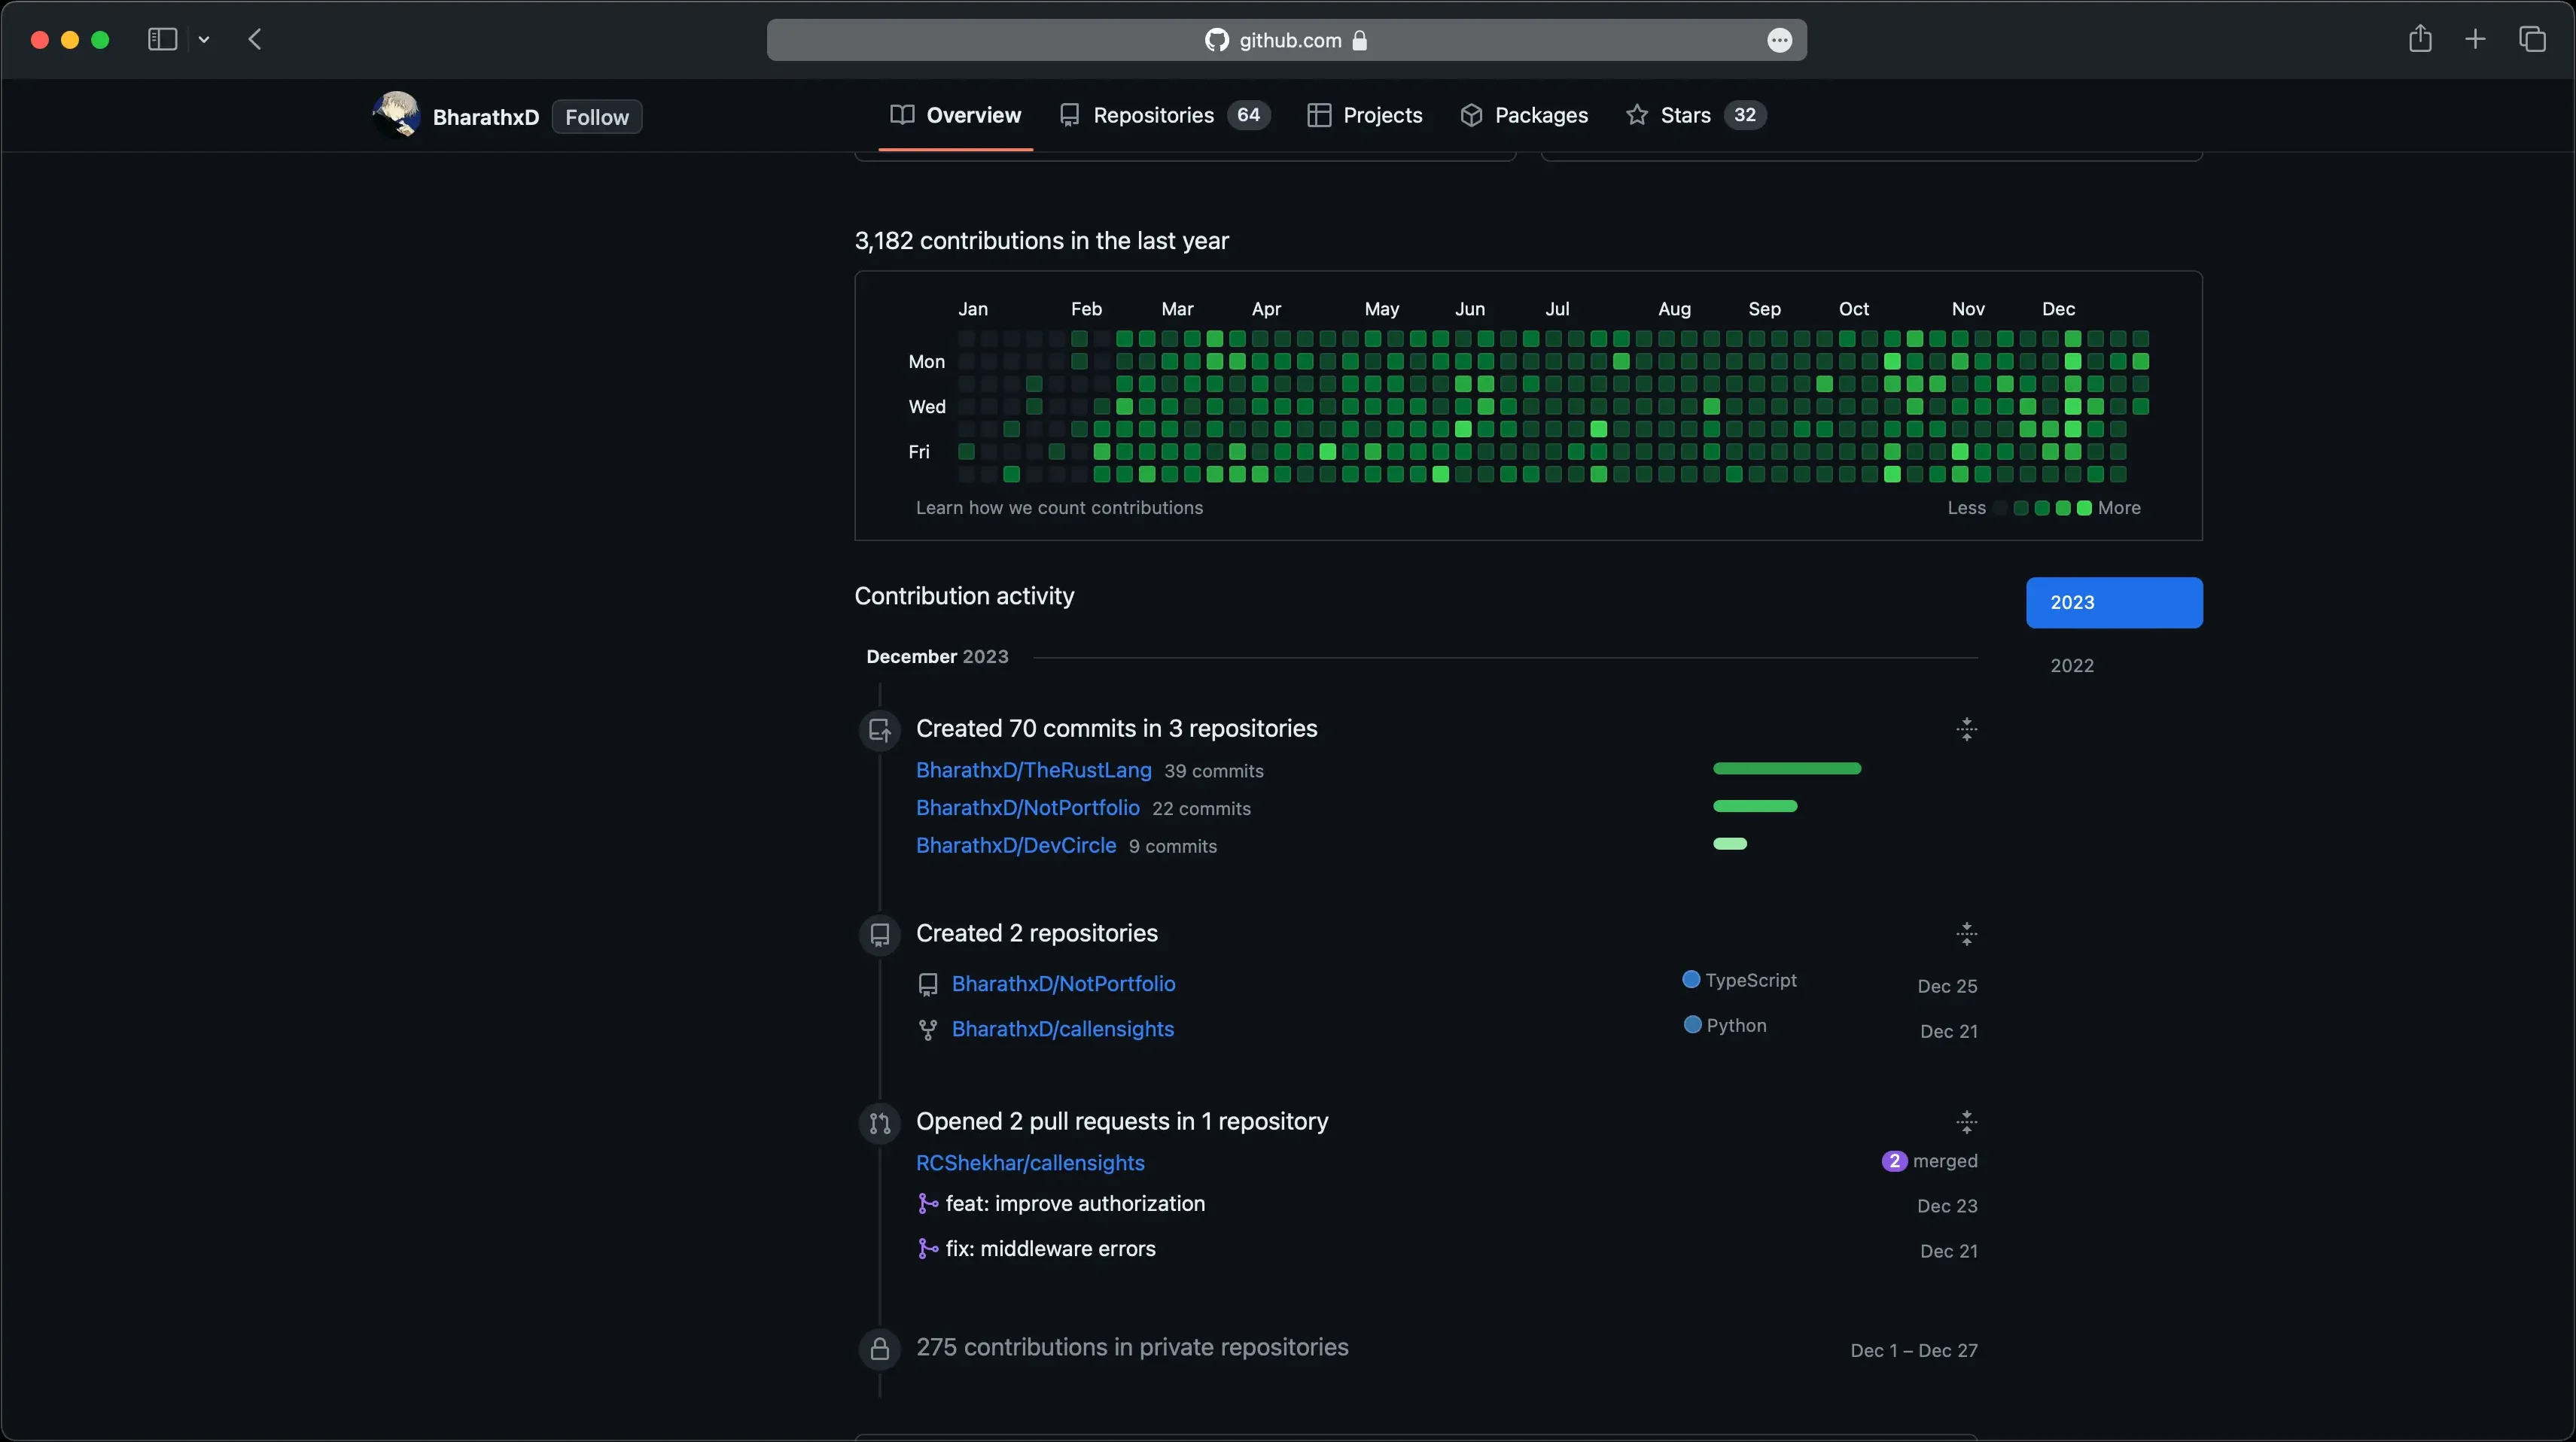 github.com
BharathxD Follow
Overview Repositories 64 Projects Packages Stars 32
3,182 contributions in the last year
Jan Feb Mar Apr May Jun Jul Aug Sep Oct Nov Dec
Mon
Wed
Fri
Learn how we count contributions
Less More
Contribution activity
2023
2022
December 2023
Created 70 commits in 3 repositories
BharathxD/TheRustLang 39 commits
BharathxD/NotPortfolio 22 commits
BharathxD/DevCircle 9 commits
Created 2 repositories
BharathxD/NotPortfolio TypeScript Dec 25
BharathxD/callensights Python Dec 21
Opened 2 pull requests in 1 repository
RCShekhar/callensights 2 merged
feat: improve authorization Dec 23
fix: middleware errors Dec 21
275 contributions in private repositories Dec 1 – Dec 27